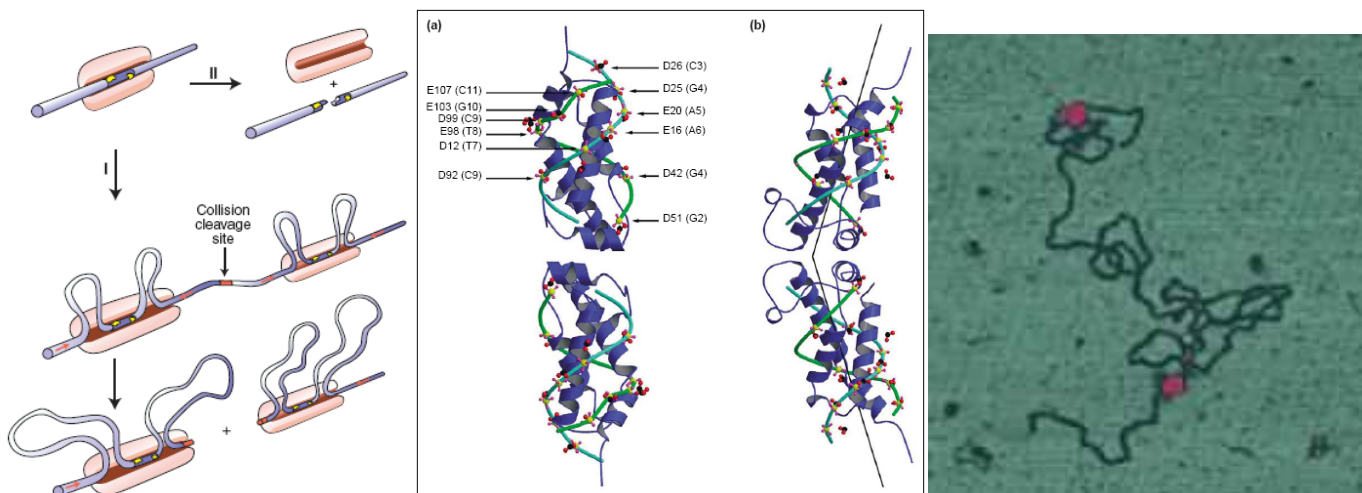 II
+
I
Collision
cleavage
site
+
(a)
D26 (C3)
E107 (C11)
D25 (G4)
E103 (G10)
E20 (A5)
D99 (C9)
E98 (T8)
E16 (A6)
D12 (T7)
D92 (C9)
D42 (G4)
D51 (G2)
(b)